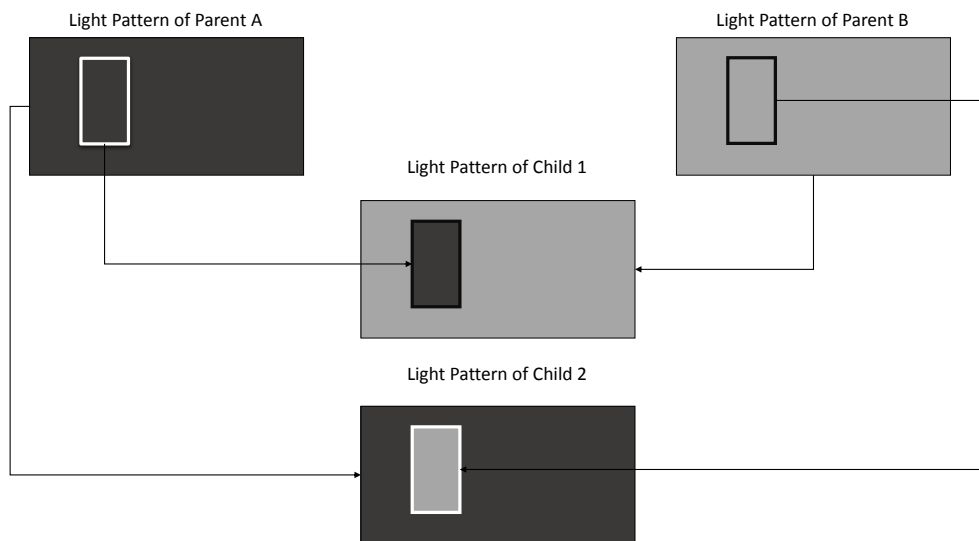 Light Pattern of Parent A
Light Pattern of Parent B
Light Pattern of Child 1
Light Pattern of Child 2